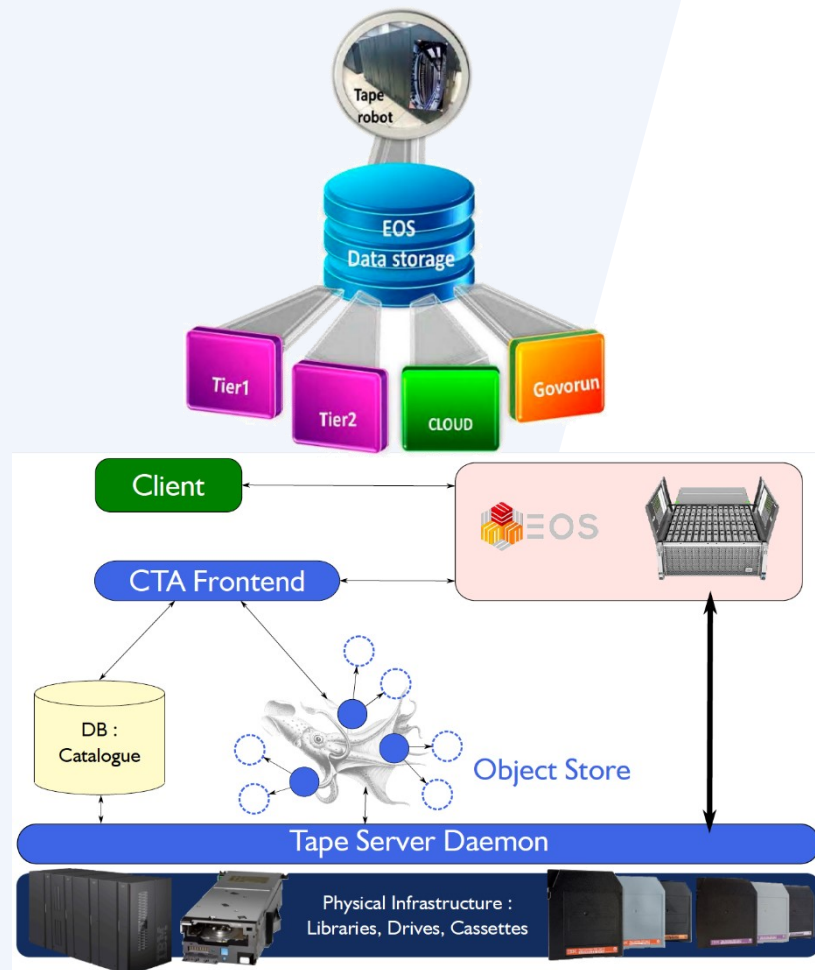 Tape
robot
EOS
Data storage
Tier1
Tier2
CLOUD
Govorun
Client
EOS
CTA Frontend
DB :
Catalogue
Object Store
Tape Server Daemon
Physical Infrastructure :
Libraries, Drives, Cassettes